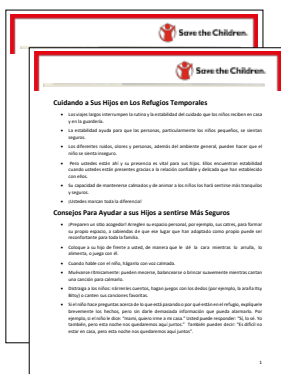 Save the Children.
Save the Children.
Cuidando a Sus Hijos en Los Refugios Temporales
• Los viajes largos interrumpen la rutina y la estabilidad del cuidado que los niños reciben en casa
y en la guardería.
• La estabilidad ayuda para que las personas, particularmente los niños pequeños, se sientan
seguros.
• Los diferentes ruidos, olores y personas, además del ambiente general, pueden hacer que el
niño se sienta inseguro.
• Pero ustedes están ahí y su presencia es vital para sus hijos. Ellos encuentran estabilidad
cuando ustedes están presentes gracias a la relación confiable y delicada que han establecido
con ellos.
• Su capacidad de mantenerse calmados y de animar a los niños los hará sentirse más tranquilos
y seguros.
• ¡Ustedes marcan toda la diferencia!
Consejos Para Ayudar a sus Hijos a sentirse Más Seguros
• ¡Preparen un sitio acogedor! Arreglen su espacio personal, por ejemplo, sus catres, para formar
su propio espacio, a sabiendas de que ese lugar que han adoptado como propio puede ser
reconfortante para toda la familia.
• Coloque a su hijo de frente a usted, de manera que le dé la cara mientras lo arrulla, lo
alimenta, o juega con él.
• Cuando hable con el niño, háganlo con voz calmada.
• Muévanse rítmicamente: pueden mecerse, balancearse o brincar suavemente mientras cantan
una canción para calmarlo.
• Distraiga a los niños: nárreles cuentos, hagan juegos con los dedos (por ejemplo, la araña Itsy
Bitsy) o canten sus canciones favoritas.
• Si el niño hace preguntas acerca de lo que está pasando o por qué están en el refugio, explíquele
brevemente los hechos, pero sin darle demasiada información que pueda alarmarlo. Por
ejemplo, si el niño le dice: "mami, quiero irme a mi casa." Usted puede responder: "Sí, lo sé. Yo
también, pero esta noche nos quedaremos aquí juntos." También pueden decir: "Es difícil no
estar en casa, pero esta noche nos quedaremos aquí juntos".
1